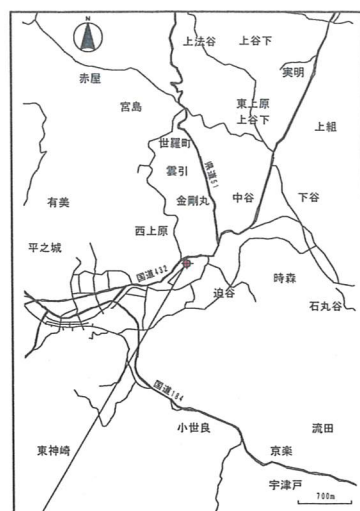 N
上法谷
上谷下
赤屋
実明
宮島
東上原
上谷下
世羅町
上組
雲引
県道51
有美
金剛丸
中谷
下谷
西上原
平之城
国道432
迫谷
時森
石丸谷
国道184
小世良
流田
東神崎
京楽
宇津戸
700m